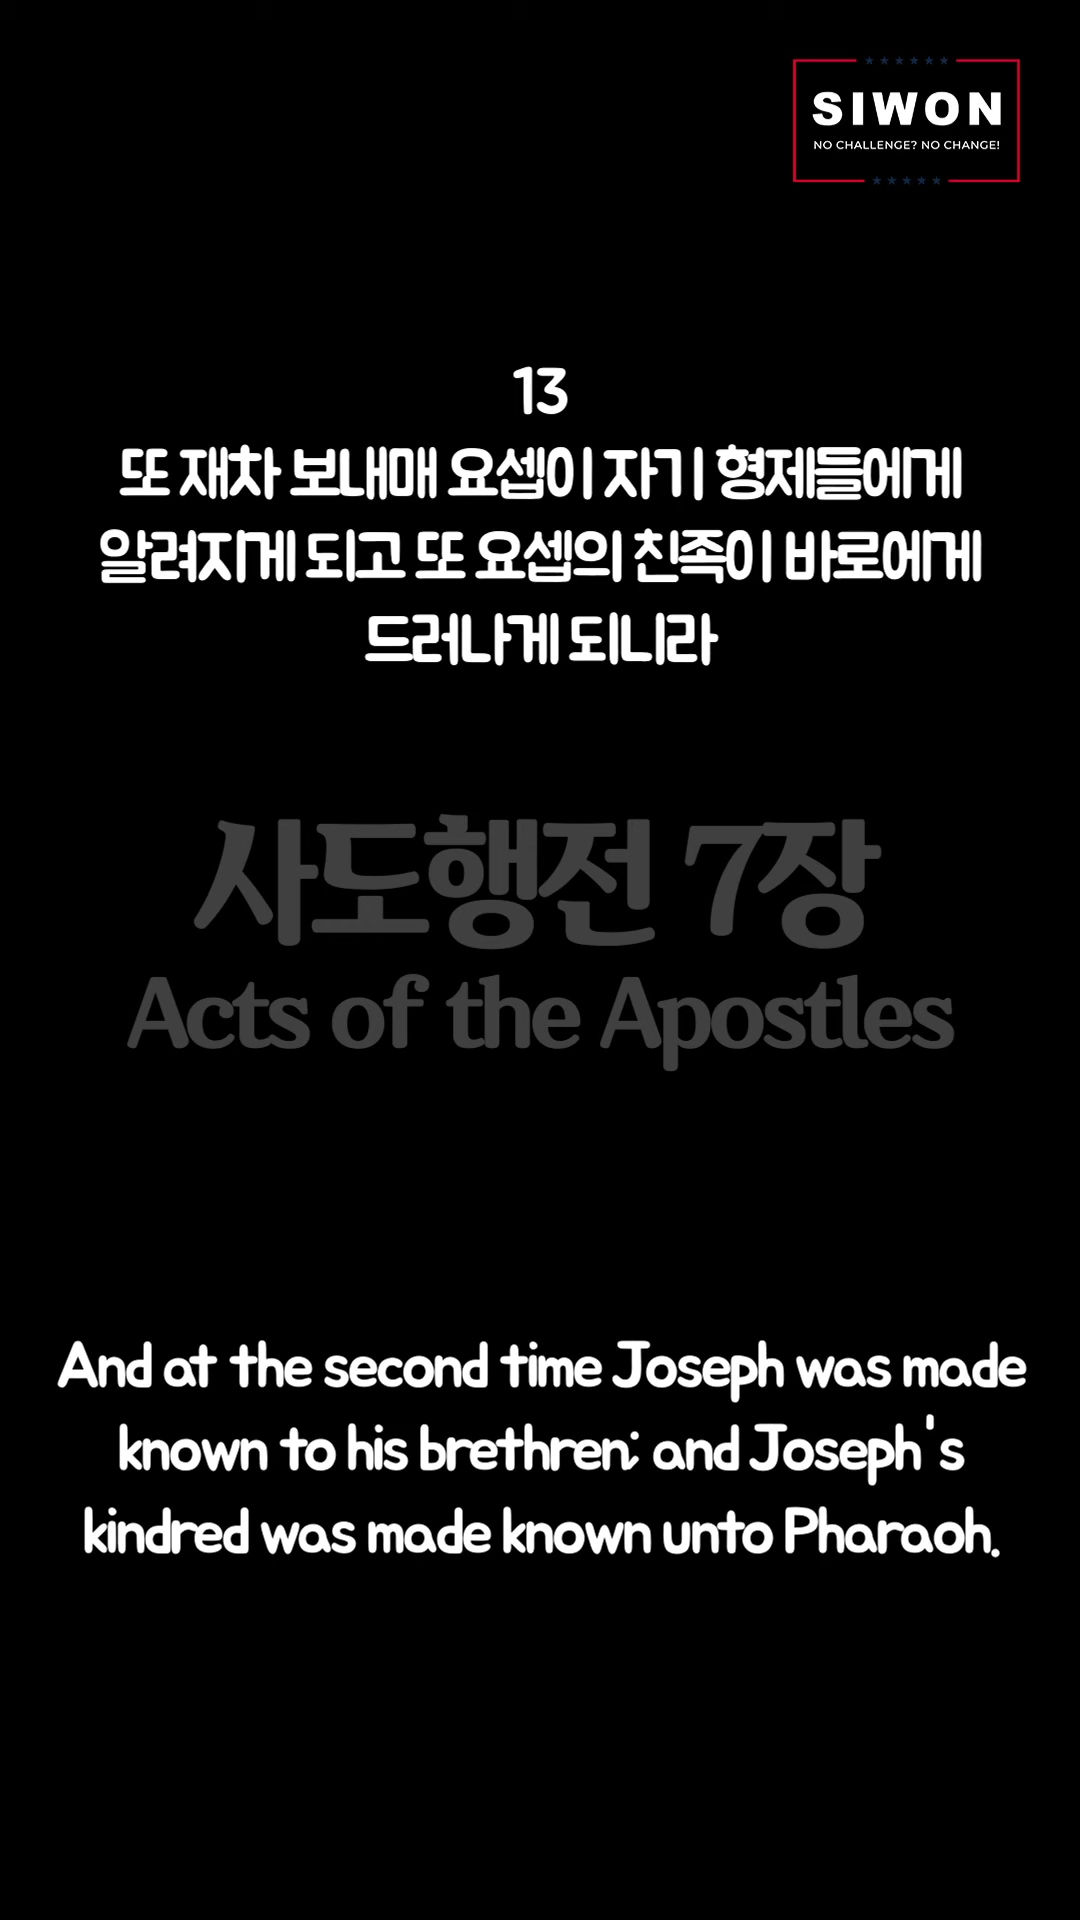 SIWON
NO CHALLENGE? NO CHANGE!
13
또 재차 보내매 요셉이 자기 형제들에게
알려지게 되고 또 요셉의 친족이 바로에게
드러나게 되니라
사도행전 7장
Acts of the Apostles
And at the second time Joseph was made
known to his brethren; and Joseph's
kindred was made known unto Pharaoh.